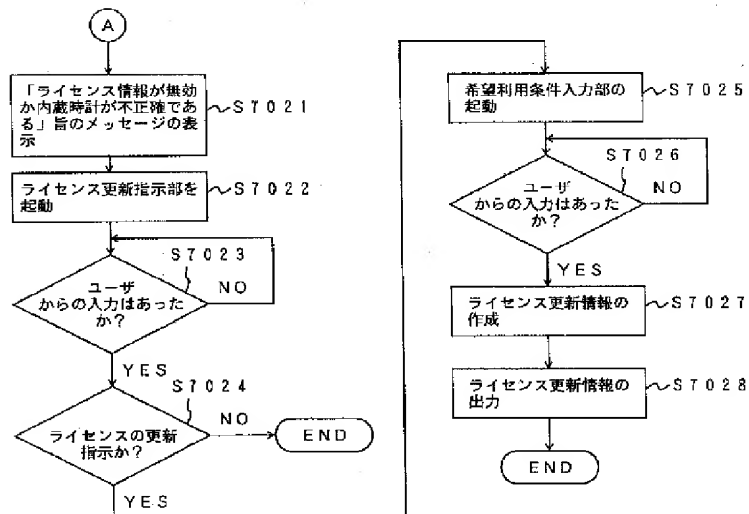 A
「ライセンス情報が無効
か内蔵時計が不正確であ
る」旨のメッセージの表
示
S7021
ライセンス更新指示部を
起動
S7022
S7023
ユーザ
からの入力はあった
か?
NO
YES
S7024
ライセンスの更新
指示か?
NO
END
YES
希望利用条件入力部の
起動
S7025
S7026
ユーザ
からの入力はあった
か?
NO
YES
ライセンス更新情報の
作成
S7027
ライセンス更新情報の
出力
S7028
END